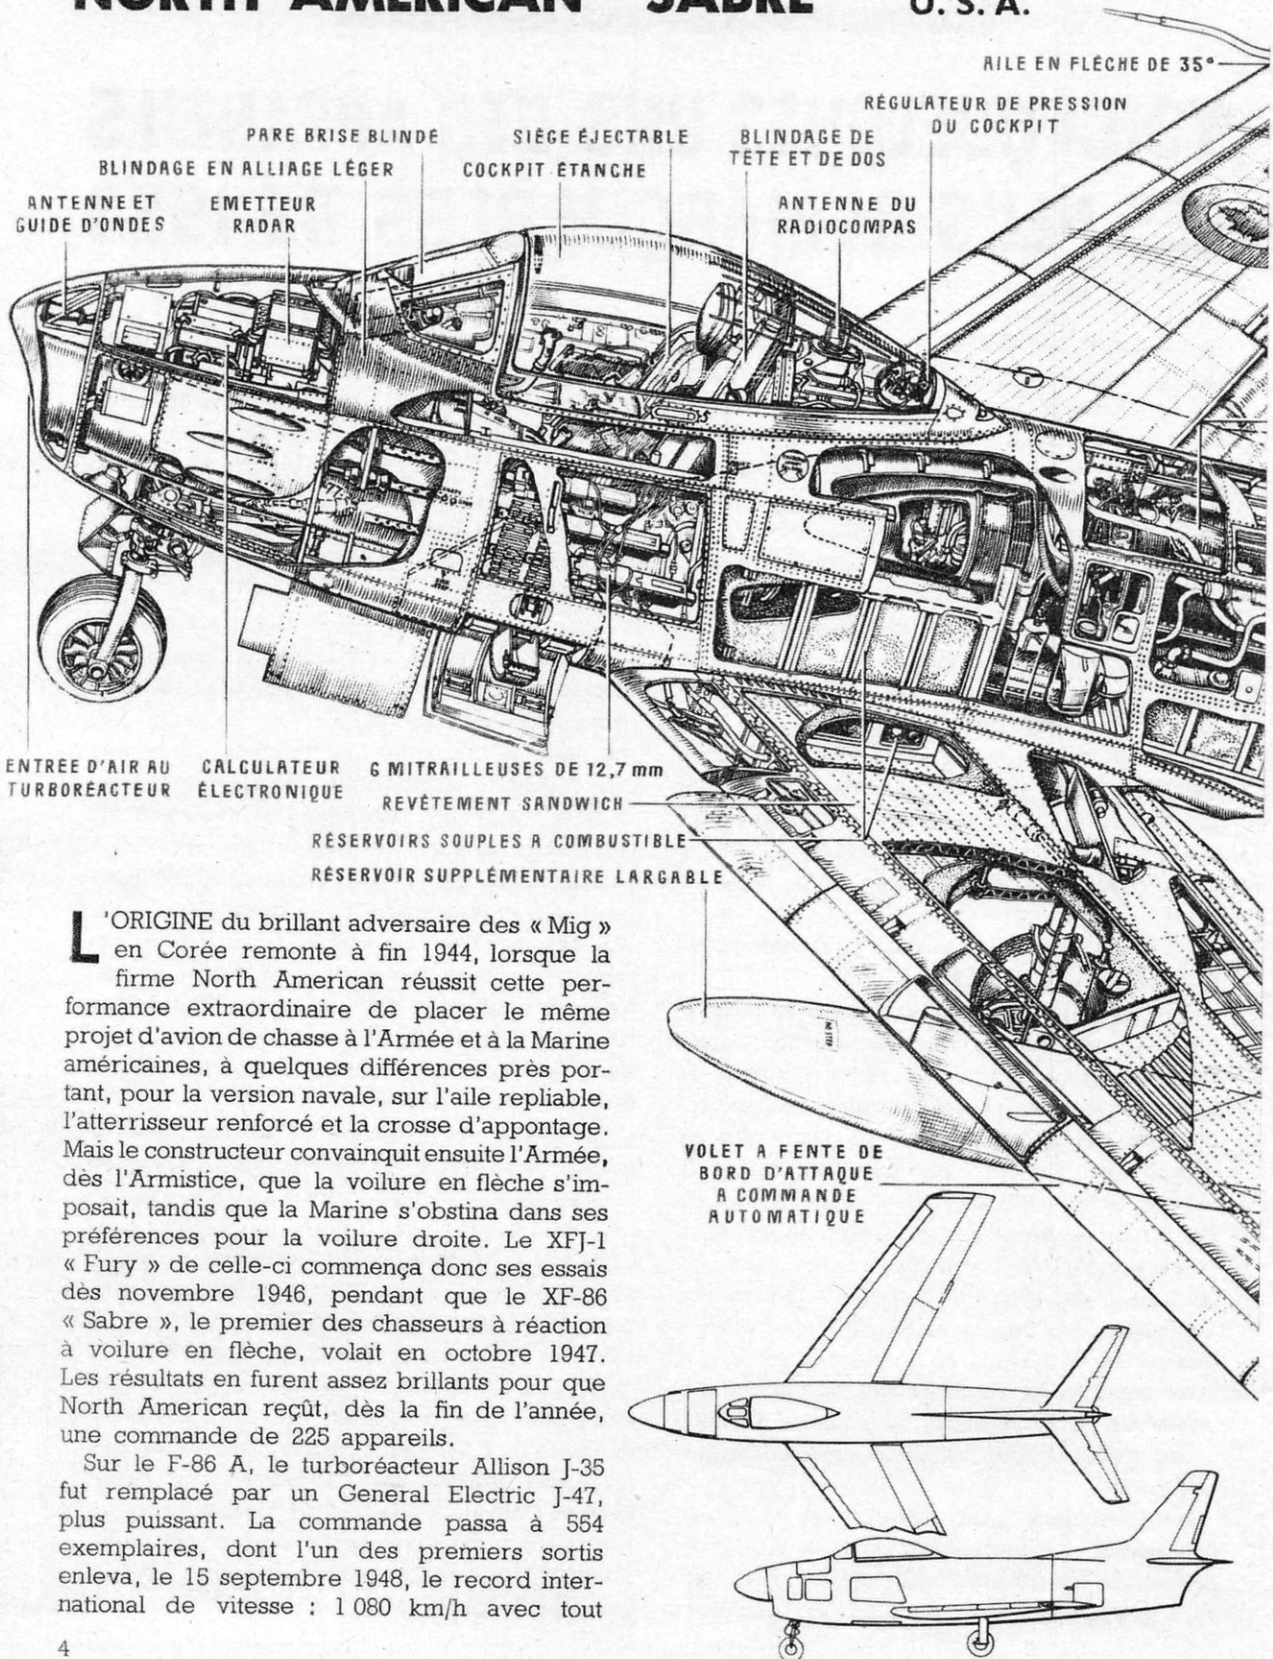 NORTH AMERICAN "SABRE" U.S.A.
AILE EN FLÉCHE DE 35°
RÉGULATEUR DE PRESSION
DU COCKPIT
PARE BRISE BLINDÉ
SIÈGE ÉJECTABLE
BLINDAGE DE
TÊTE ET DE DOS
BLINDAGE EN ALLIAGE LÉGER
COCKPIT ÉTANCHE
ANTENNE ET
GUIDE D'ONDES
EMETTEUR
RADAR
ANTENNE DU
RADIOCOMPAS
ENTRÉE D'AIR AU
TURBORÉACTEUR
CALCULATEUR
ÉLECTRONIQUE
6 MITRAILLEUSES DE 12,7 mm
REVÊTEMENT SANDWICH
RÉSERVOIRS SOUPLES A COMBUSTIBLE
RÉSERVOIR SUPPLÉMENTAIRE LARGABLE
NO STEP
VOLET A FENTE DE
BORD D'ATTAQUE
A COMMANDE
AUTOMATIQUE
L'ORIGINE du brillant adversaire des « Mig »
en Corée remonte à fin 1944, lorsque la
firme North American réussit cette per-
formance extraordinaire de placer le même
projet d'avion de chasse à l'Armée et à la Marine
américaines, à quelques différences près por-
tant, pour la version navale, sur l'aile repliable,
l'atterrisseur renforcé et la crosse d'appontage.
Mais le constructeur convainquit ensuite l'Armée,
dès l'Armistice, que la voilure en flèche s'im-
posait, tandis que la Marine s'obstina dans ses
préférences pour la voilure droite. Le XFJ-1
« Fury » de celle-ci commença donc ses essais
dès novembre 1946, pendant que le XF-86
« Sabre », le premier des chasseurs à réaction
à voilure en flèche, volait en octobre 1947.
Les résultats en furent assez brillants pour que
North American reçût, dès la fin de l'année,
une commande de 225 appareils.
Sur le F-86 A, le turboréacteur Allison J-35
fut remplacé par un General Electric J-47,
plus puissant. La commande passa à 554
exemplaires, dont l'un des premiers sortis
enleva, le 15 septembre 1948, le record inter-
national de vitesse : 1 080 km/h avec tout
4